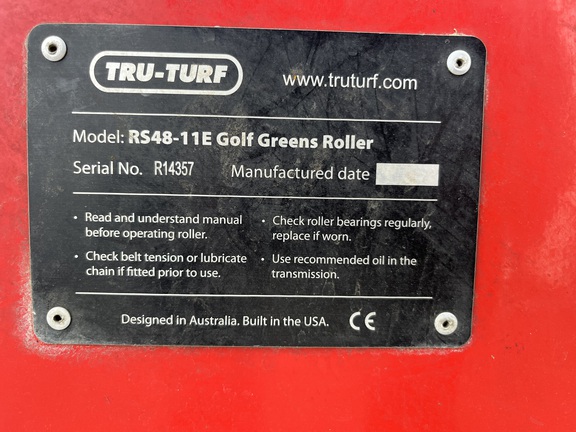 TRU-TURF www.truturf.com
Model: RS48-11E Golf Greens Roller
Serial No. R14357 Manufactured date
• Read and understand manual
before operating roller.
• Check belt tension or lubricate
chain if fitted prior to use.
• Check roller bearings regularly,
replace if worn.
• Use recommended oil in the
transmission.
Designed in Australia. Built in the USA. CE